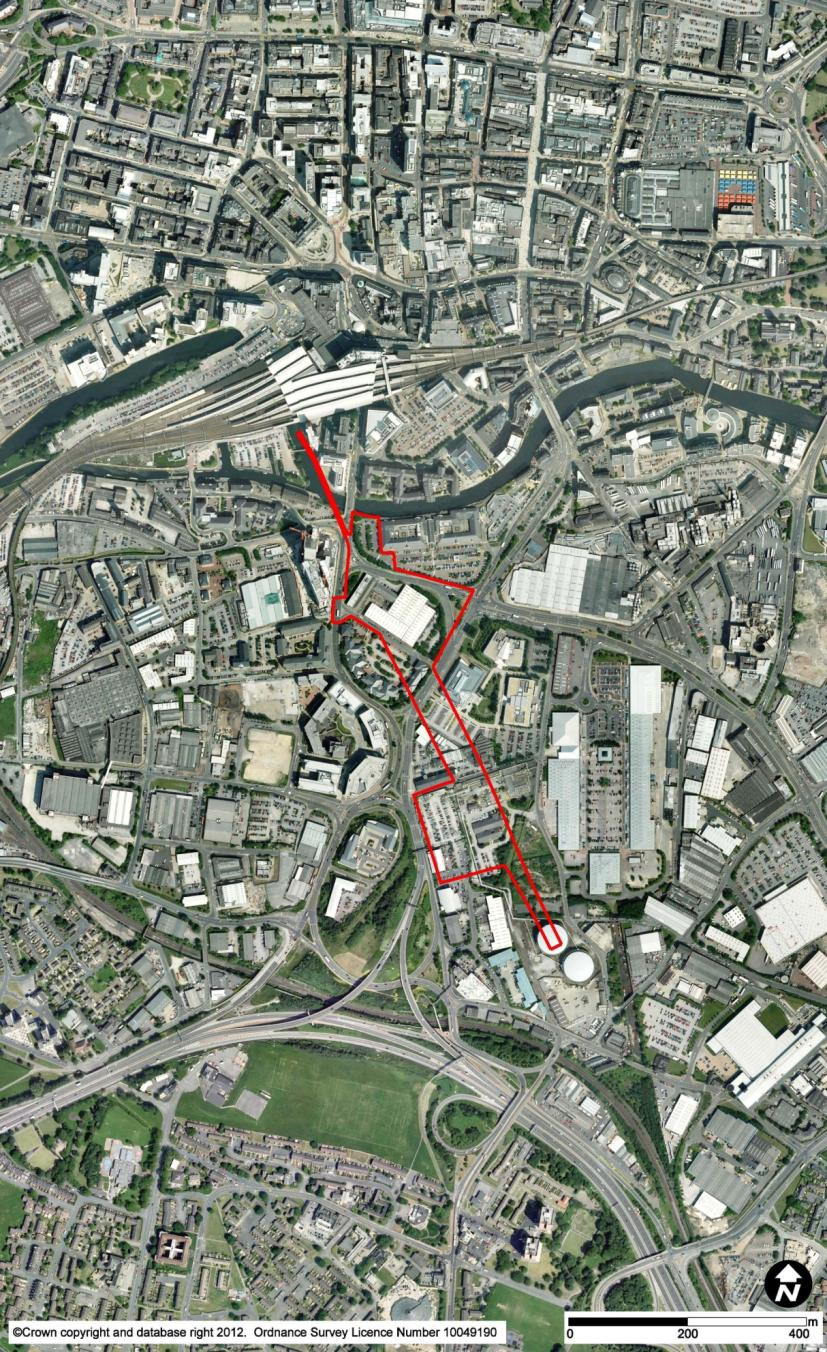 N
©Crown copyright and database right 2012. Ordnance Survey Licence Number 10049190
m
0 200 400